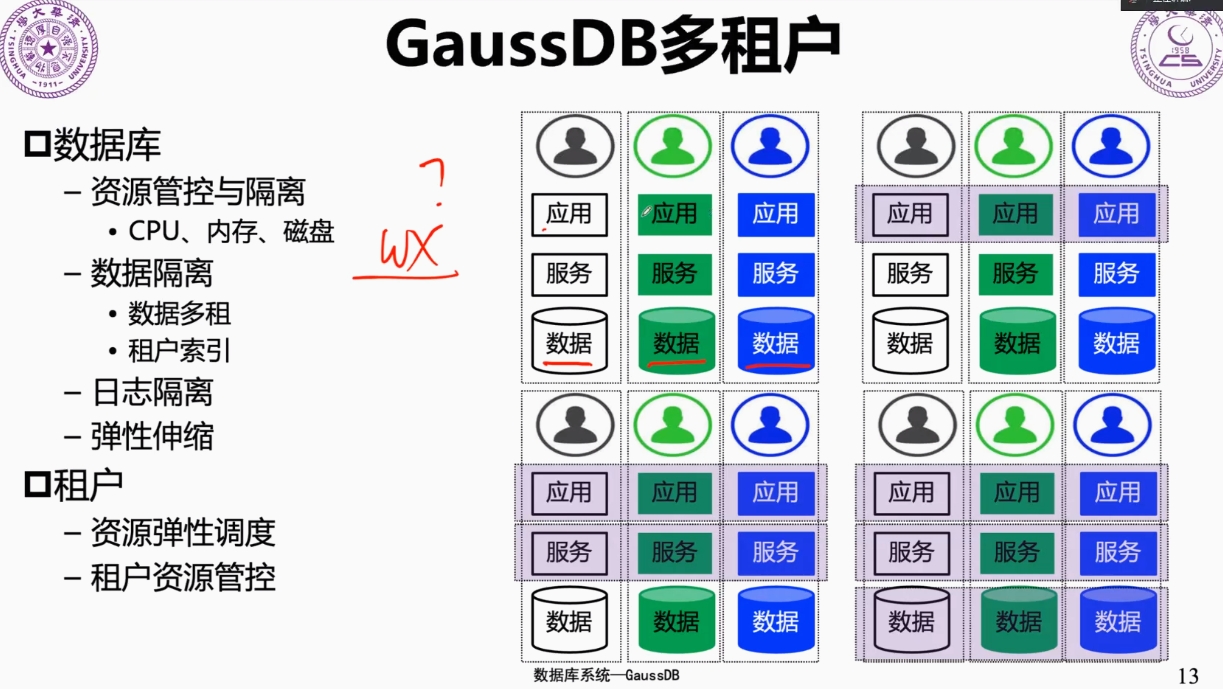 GaussDB多租户
数据库
– 资源管控与隔离
• CPU、内存、磁盘
– 数据隔离
• 数据多租
• 租户索引
– 日志隔离
– 弹性伸缩
租户
– 资源弹性调度
– 租户资源管控
?
WX
应用 应用 应用
服务 服务 服务
数据 数据 数据
应用 应用 应用
服务 服务 服务
数据 数据 数据
应用 应用 应用
服务 服务 服务
数据 数据 数据
应用 应用 应用
服务 服务 服务
数据 数据 数据
数据库系统—GaussDB
13
TSINGHUA UNIVERSITY
–1911–
1958
TSINGHUA UNIVERSITY